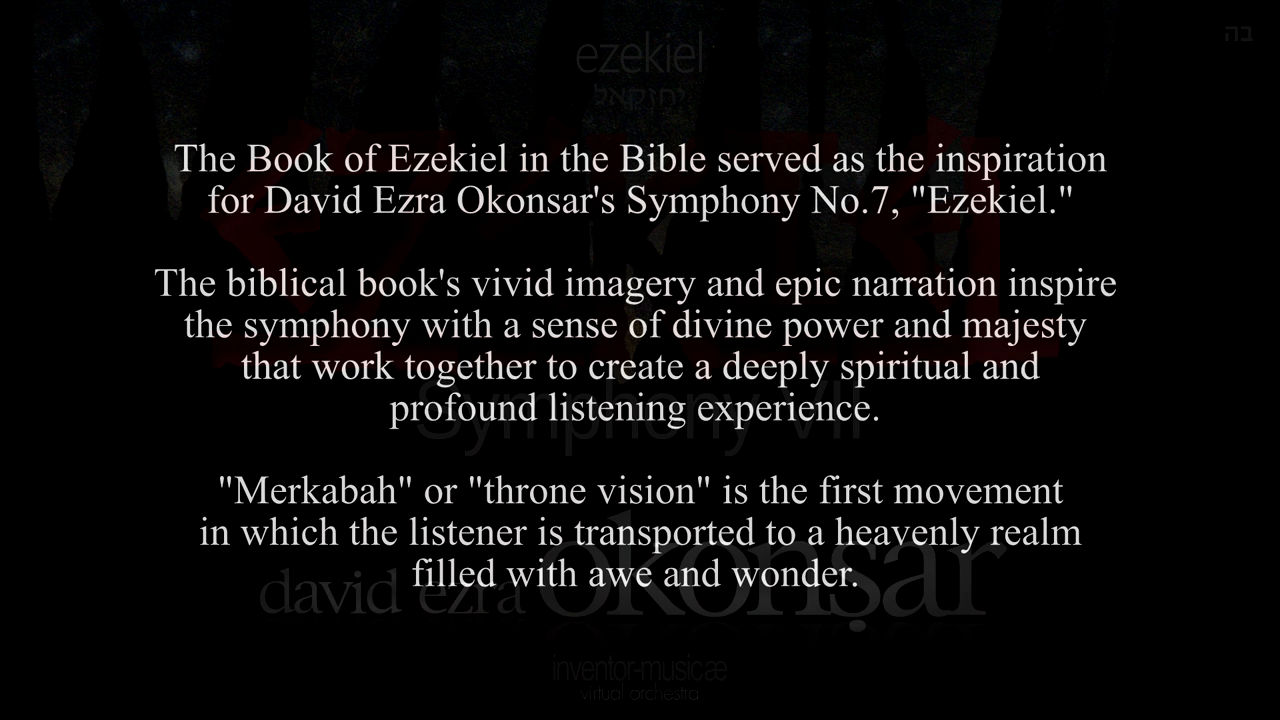 בה
ezekiel
יחזקאל
The Book of Ezekiel in the Bible served as the inspiration
for David Ezra Okonsar's Symphony No.7, "Ezekiel."
The biblical book's vivid imagery and epic narration inspire
the symphony with a sense of divine power and majesty
that work together to create a deeply spiritual and
profound listening experience.
Symphony VII
"Merkabah" or "throne vision" is the first movement
in which the listener is transported to a heavenly realm
filled with awe and wonder.
david ezra okonṣar
inventor-musicæ
virtual orchestra